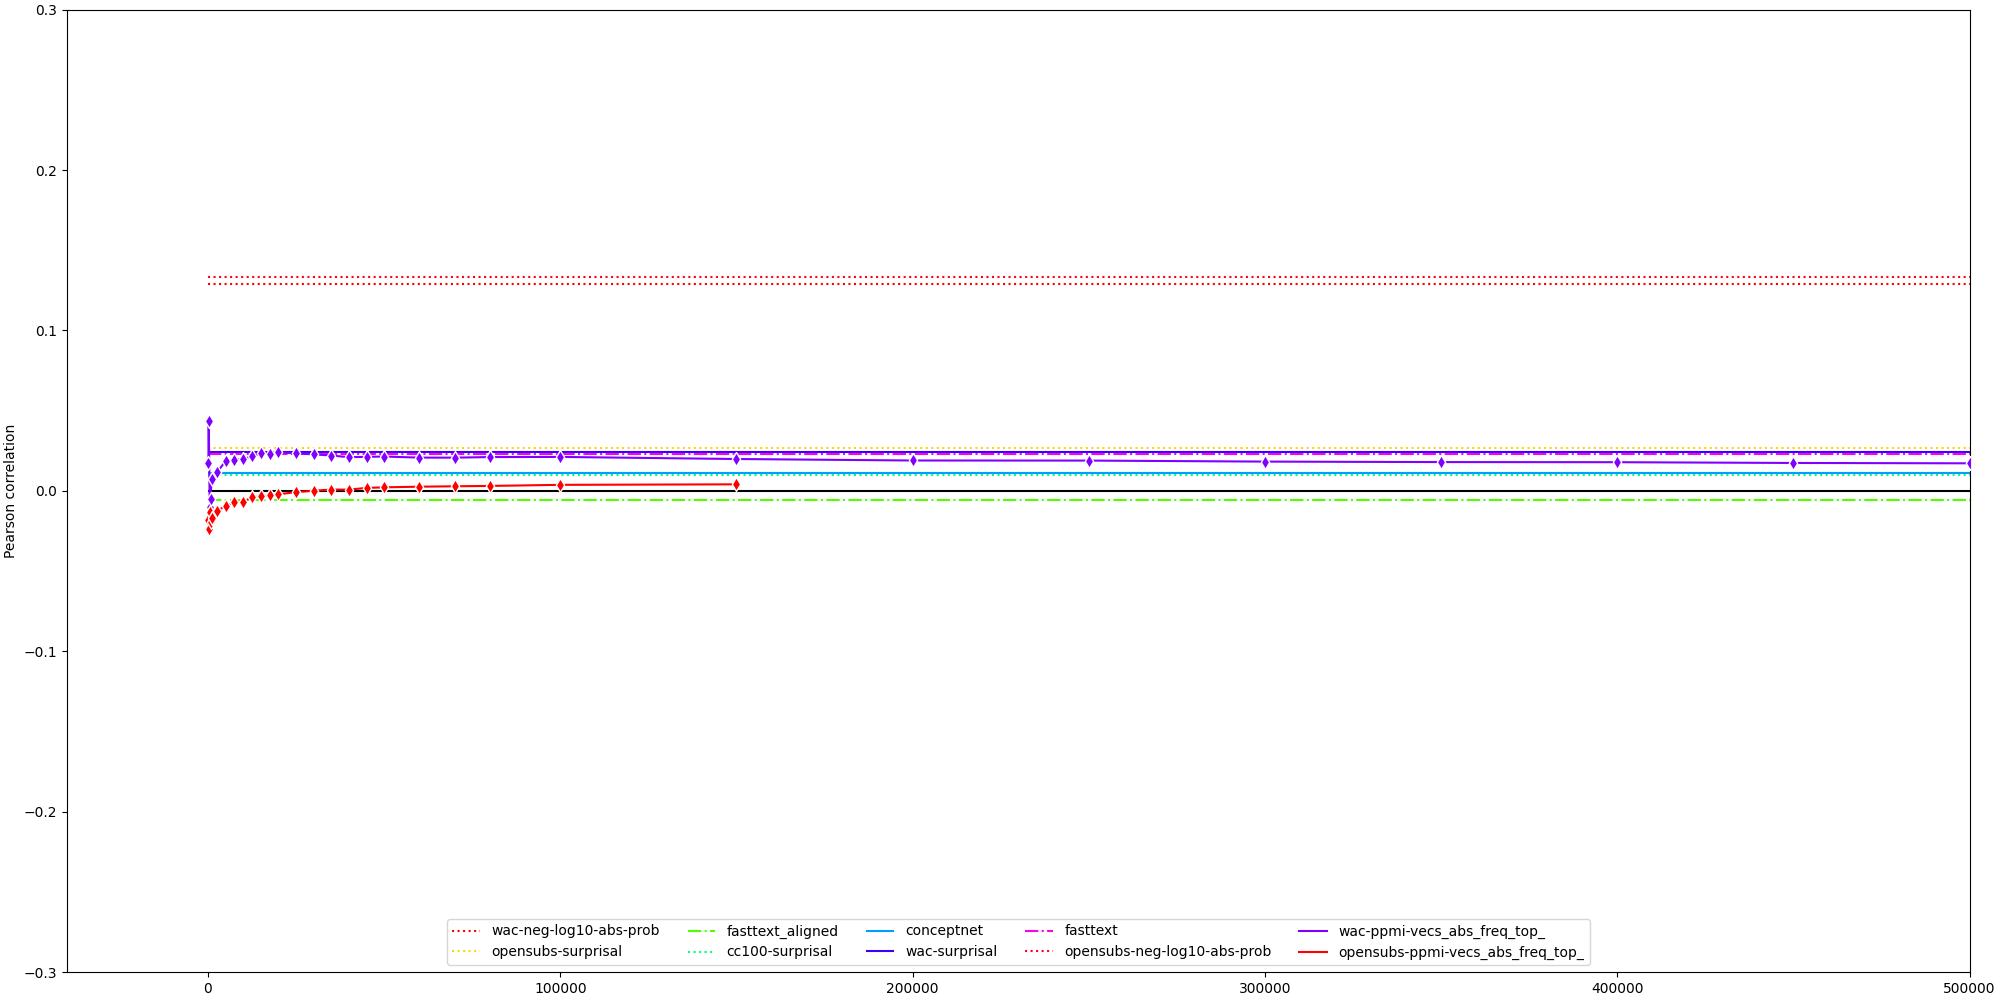 0.3
0.2
0.1
0.0
−0.1
−0.2
−0.3
Pearson correlation
wac-neg-log10-abs-prob fasttext_aligned conceptnet fasttext wac-ppmi-vecs_abs_freq_top_
opensubs-surprisal cc100-surprisal wac-surprisal opensubs-neg-log10-abs-prob opensubs-ppmi-vecs_abs_freq_top_
0 100000 200000 300000 400000 500000